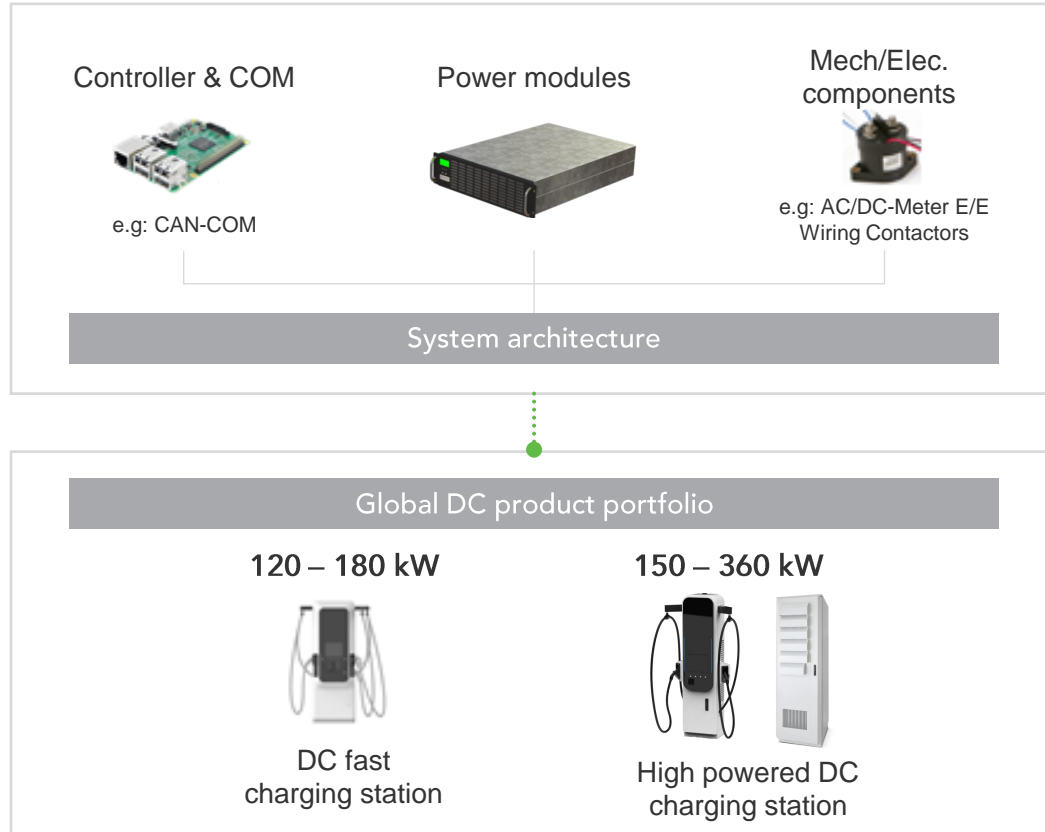 Controller & COM
Power modules
Mech/Elec.
components
e.g: CAN-COM
e.g: AC/DC-Meter E/E
Wiring Contactors
System architecture
Global DC product portfolio
120 – 180 kW
150 – 360 kW
DC fast
charging station
High powered DC
charging station